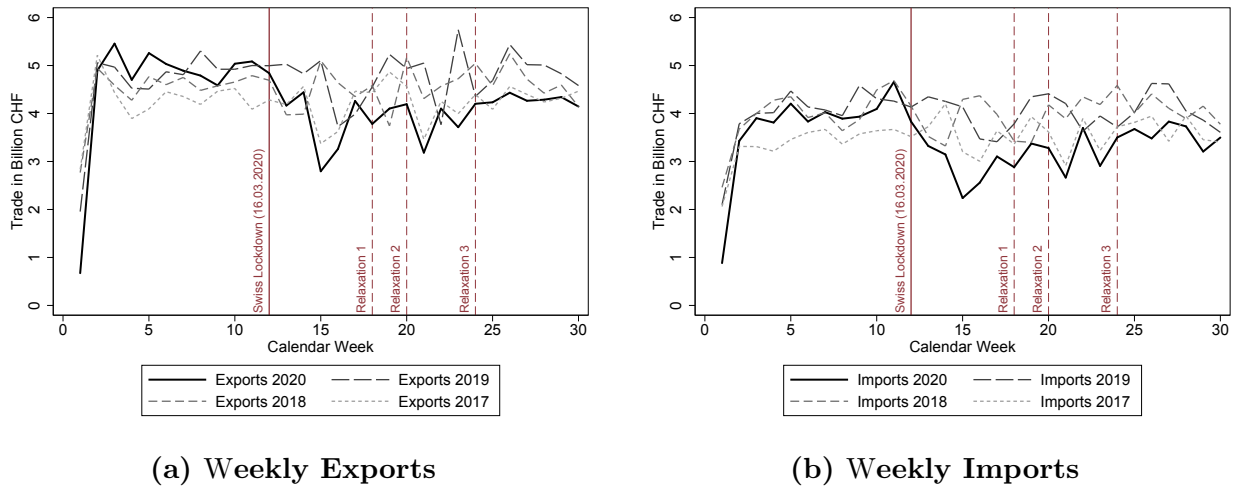 Trade in Billion CHF
0 1 2 3 4 5 6
Swiss Lockdown (16.03.2020)
Relaxation 1
Relaxation 2
Relaxation 3
0 5 10 15 20 25 30
Calendar Week
Exports 2020 Exports 2019
Exports 2018 Exports 2017
(a) Weekly Exports
Trade in Billion CHF
0 1 2 3 4 5 6
Swiss Lockdown (16.03.2020)
Relaxation 1
Relaxation 2
Relaxation 3
0 5 10 15 20 25 30
Calendar Week
Imports 2020 Imports 2019
Imports 2018 Imports 2017
(b) Weekly Imports